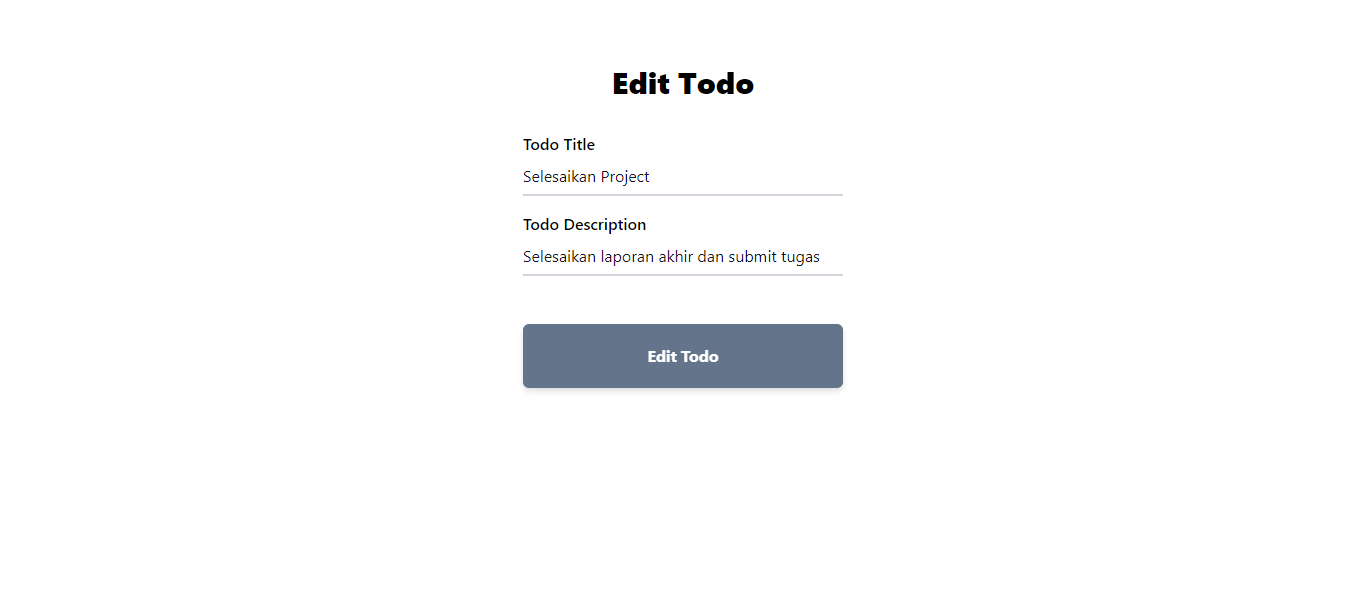 Edit Todo
Todo Title
Selesaikan Project
Todo Description
Selesaikan laporan akhir dan submit tugas
Edit Todo